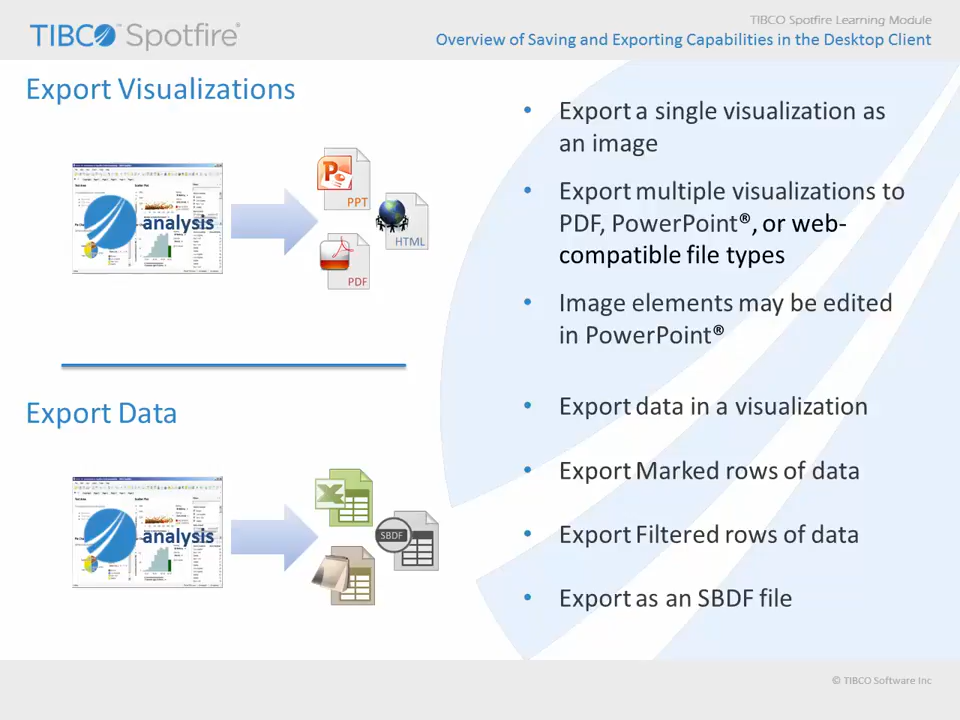 TIBCO Spotfire®
TIBCO Spotfire Learning Module
Overview of Saving and Exporting Capabilities in the Desktop Client
Export Visualizations
analysis
PPT
HTML
PDF
• Export a single visualization as
an image
• Export multiple visualizations to
PDF, PowerPoint®, or web-
compatible file types
• Image elements may be edited
in PowerPoint®
Export Data
analysis
SBDF
• Export data in a visualization
• Export Marked rows of data
• Export Filtered rows of data
• Export as an SBDF file
© TIBCO Software Inc